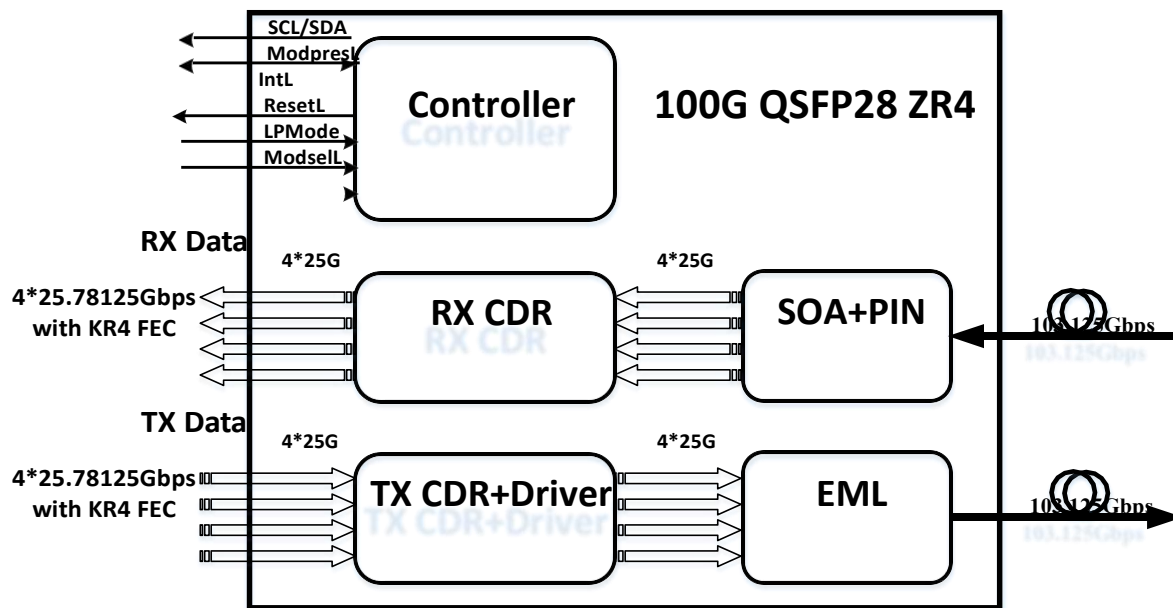 SCL/SDA
ModpresL
IntL
ResetL
LPMode
ModselL
Controller
100G QSFP28 ZR4
RX Data
4*25G
4*25G
4*25.78125Gbps
with KR4 FEC
RX CDR
SOA+PIN
103.125Gbps
TX Data
4*25G
4*25G
4*25.78125Gbps
with KR4 FEC
TX CDR+Driver
EML
103.125Gbps